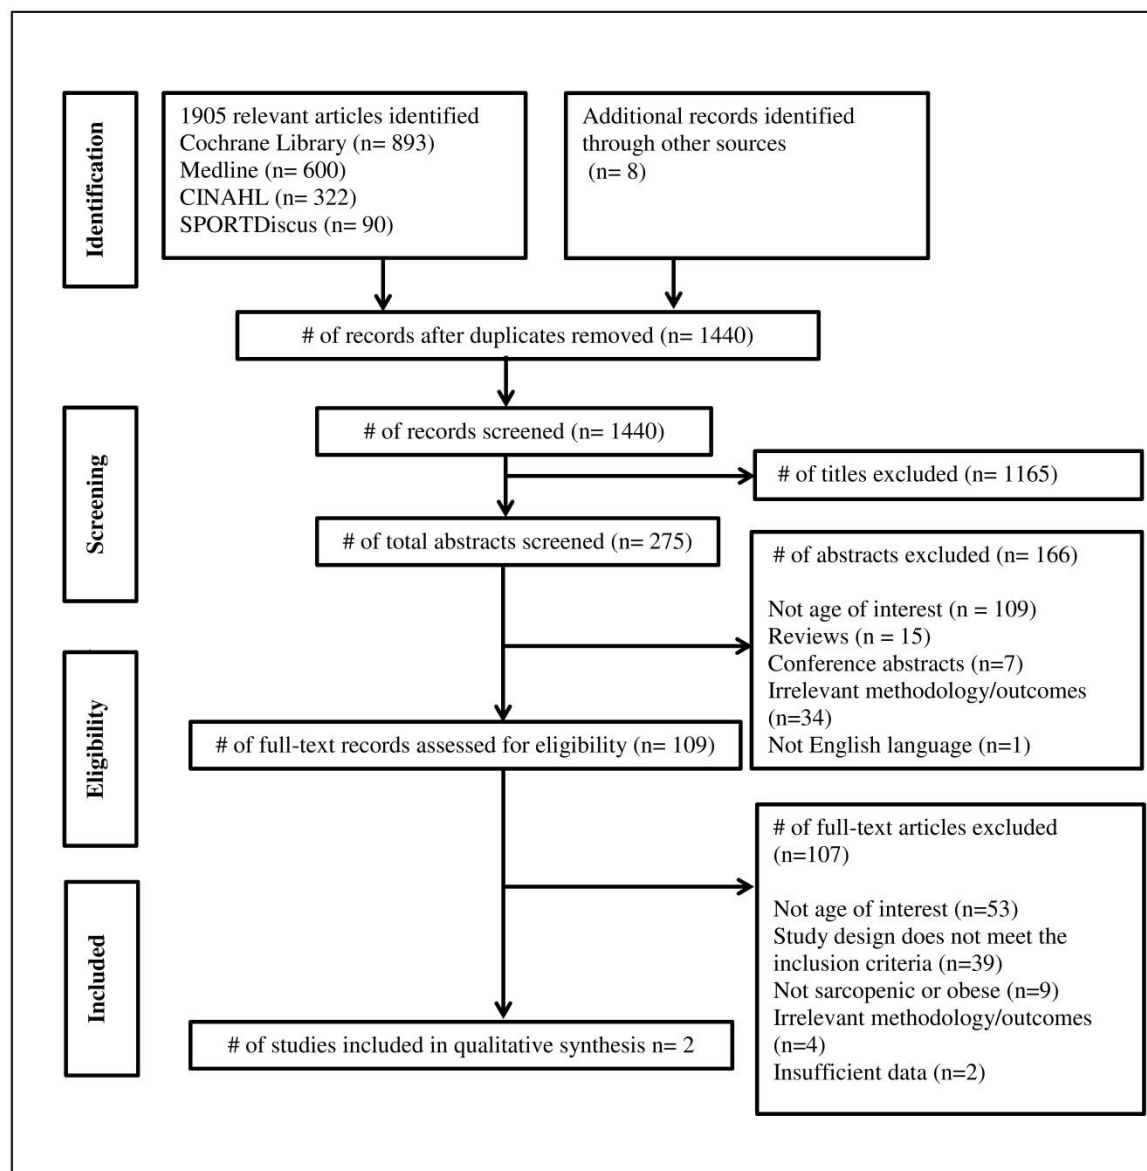 Identification
1905 relevant articles identified
Cochrane Library (n= 893)
Medline (n= 600)
CINAHL (n= 322)
SPORTDiscus (n= 90)
Additional records identified
through other sources
(n= 8)
# of records after duplicates removed (n= 1440)
Screening
# of records screened (n= 1440)
# of titles excluded (n= 1165)
# of total abstracts screened (n= 275)
# of abstracts excluded (n= 166)
Not age of interest (n = 109)
Reviews (n = 15)
Conference abstracts (n=7)
Irrelevant methodology/outcomes
(n=34)
Not English language (n=1)
Eligibility
# of full-text records assessed for eligibility (n= 109)
# of full-text articles excluded
(n=107)
Not age of interest (n=53)
Study design does not meet the
inclusion criteria (n=39)
Not sarcopenic or obese (n=9)
Irrelevant methodology/outcomes
(n=4)
Insufficient data (n=2)
Included
# of studies included in qualitative synthesis n= 2